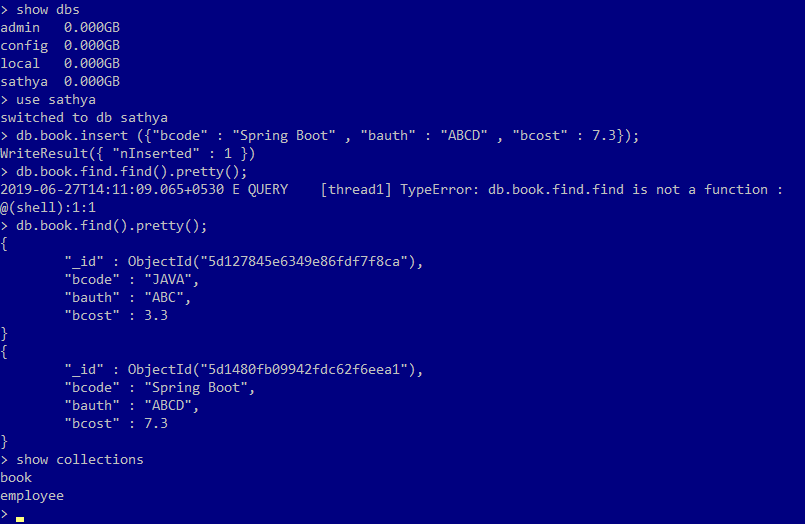 > show dbs
admin   0.000GB
config  0.000GB
local   0.000GB
sathya  0.000GB
> use sathya
switched to db sathya
> db.book.insert ({"bcode" : "Spring Boot" , "bauth" : "ABCD" , "bcost" : 7.3});
WriteResult({ "nInserted" : 1 })
> db.book.find.find().pretty();
2019-06-27T14:11:09.065+0530 E QUERY    [thread1] TypeError: db.book.find.find is not a function :
@(shell):1:1
> db.book.find().pretty();
{
        "_id" : ObjectId("5d127845e6349e86fdf7f8ca"),
        "bcode" : "JAVA",
        "bauth" : "ABC",
        "bcost" : 3.3
}
{
        "_id" : ObjectId("5d1480fb09942fdc62f6eea1"),
        "bcode" : "Spring Boot",
        "bauth" : "ABCD",
        "bcost" : 7.3
}
> show collections
book
employee
>